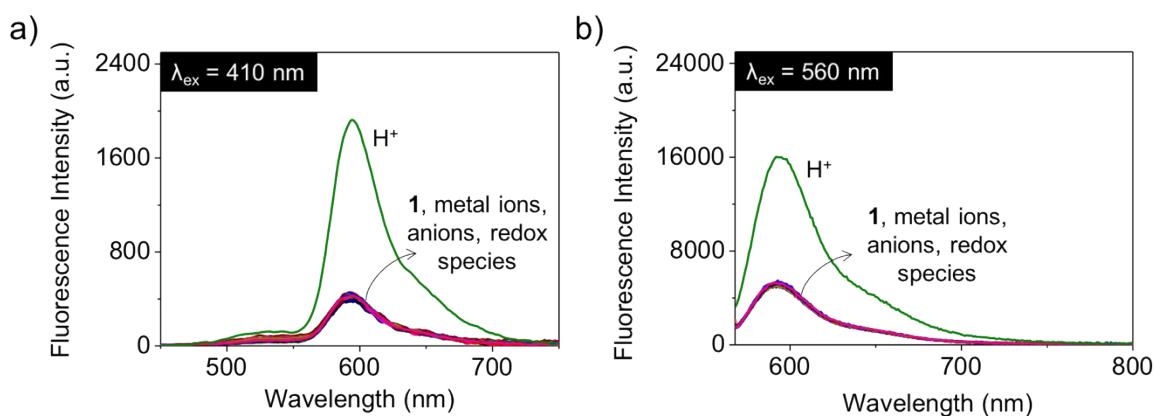 a)
Fluorescence Intensity (a.u.)
2400
1600
800
0
λex = 410 nm
H+
1, metal ions,
anions, redox
species
500
600
700
Wavelength (nm)
b)
Fluorescence Intensity (a.u.)
24000
16000
8000
0
λex = 560 nm
H+
1, metal ions,
anions, redox
species
600
700
800
Wavelength (nm)